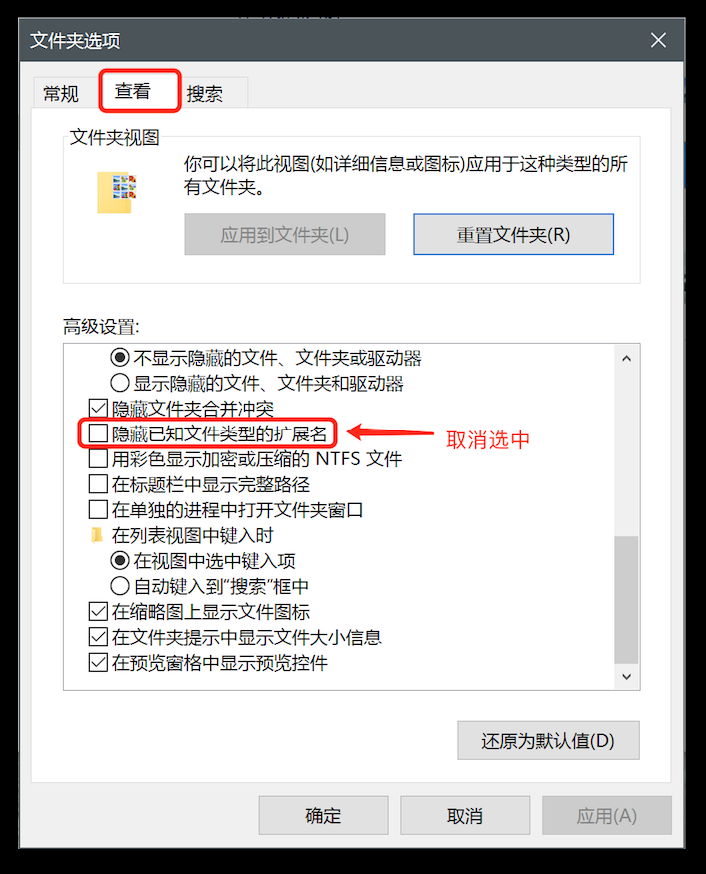 文件夹选项
常规
查看
搜索
文件夹视图
你可以将此视图(如详细信息或图标)应用于这种类型的所
有文件夹。
应用到文件夹(L)
重置文件夹(R)
高级设置:
不显示隐藏的文件、文件夹或驱动器
显示隐藏的文件、文件夹和驱动器
隐藏文件夹合并冲突
隐藏已知文件类型的扩展名
取消选中
用彩色显示加密或压缩的 NTFS 文件
在标题栏中显示完整路径
在单独的进程中打开文件夹窗口
在列表视图中键入时
在视图中选中键入项
自动键入到“搜索”框中
在缩略图上显示文件图标
在文件夹提示中显示文件大小信息
在预览窗格中显示预览控件
还原为默认值(D)
确定
取消
应用(A)